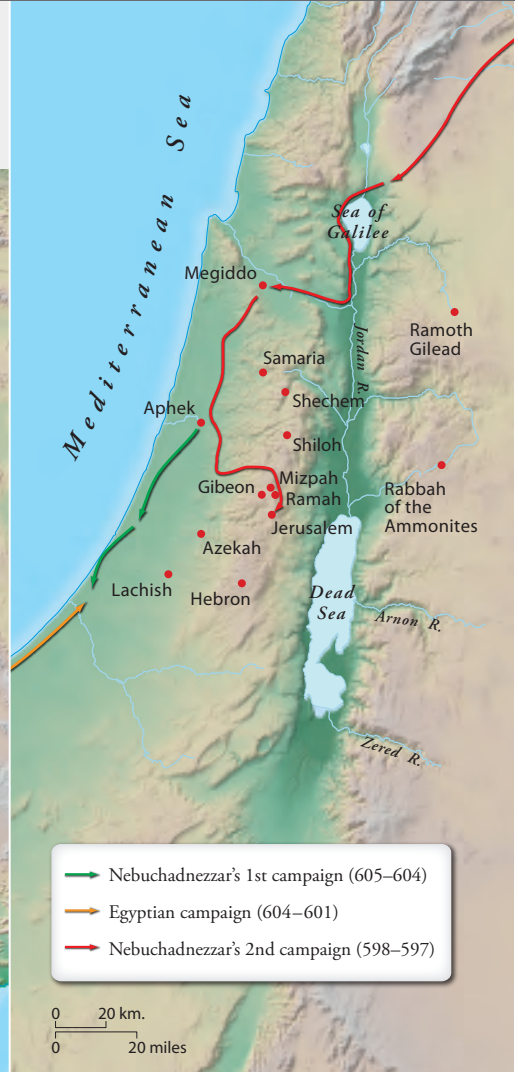 Mediterranean Sea
Sea of
Galilee
Megiddo
Jordan R.
Ramoth
Gilead
Samaria
Shechem
Aphek
Shiloh
Mizpah
Gibeon
Ramah
Rabbah
of the
Ammonites
Jerusalem
Azekah
Lachish
Hebron
Dead
Sea
Arnon R.
Zered R.
Nebuchadnezzar’s 1st campaign (605–604)
Egyptian campaign (604–601)
Nebuchadnezzar’s 2nd campaign (598–597)
0 20 km.
0 20 miles